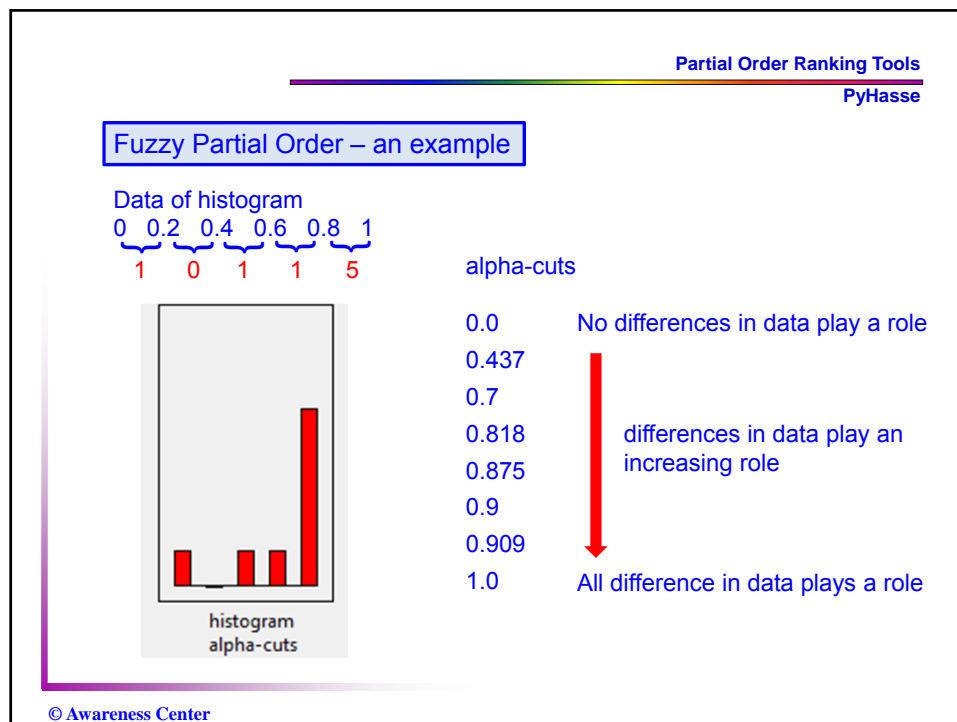 Partial Order Ranking Tools
PyHasse
Fuzzy Partial Order – an example
Data of histogram
0 0.2 0.4 0.6 0.8 1
1 0 1 1 5
histogram
alpha-cuts
alpha-cuts
0.0 No differences in data play a role
0.437
0.7
0.818
0.875
0.9
0.909
differences in data play an
increasing role
1.0 All difference in data plays a role
© Awareness Center